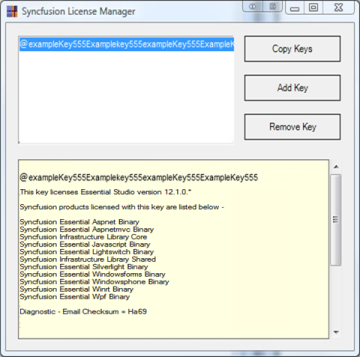 Syncfusion License Manager
@exampleKey555Examplekey555exampleKey555ExampleK
Copy Keys
Add Key
Remove Key
@exampleKey555Examplekey555exampleKey555ExampleKey555
This key licenses Essential Studio version 12.1.0.*
Syncfusion products licensed with this key are listed below -
Syncfusion Essential Aspnet Binary
Syncfusion Essential Aspnetmvc Binary
Syncfusion Infrastructure Library Core
Syncfusion Essential Javascript Binary
Syncfusion Essential Lightswitch Binary
Syncfusion Infrastructure Library Shared
Syncfusion Essential Silverlight Binary
Syncfusion Essential Windowsforms Binary
Syncfusion Essential Windowsphone Binary
Syncfusion Essential Winrt Binary
Syncfusion Essential Wpf Binary
Diagnostic - Email Checksum = Ha69